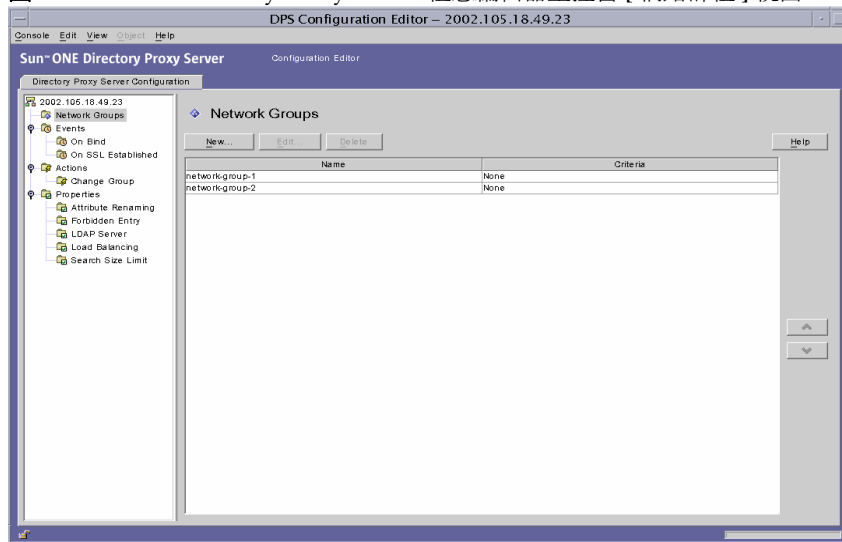 DPS Configuration Editor – 2002.105.18.49.23
Console Edit View Object Help
Sun™ ONE Directory Proxy Server Configuration Editor
Directory Proxy Server Configuration
2002.105.18.49.23
Network Groups
Events
On Bind
On SSL Established
Actions
Change Group
Properties
Attribute Renaming
Forbidden Entry
LDAP Server
Load Balancing
Search Size Limit
Network Groups
New... Edit... Delete Help
Name Criteria
network-group-1 None
network-group-2 None